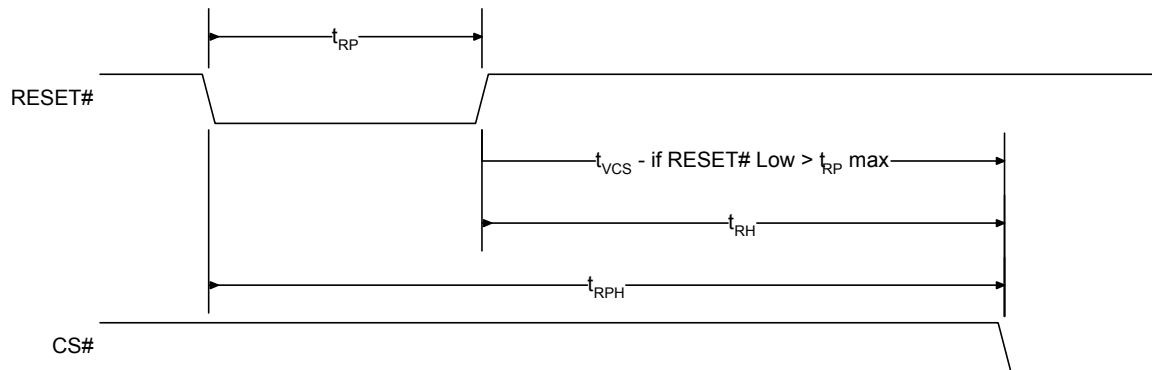 tRP
RESET#
tVCS - if RESET# Low > tRP max
tRH
tRPH
CS#